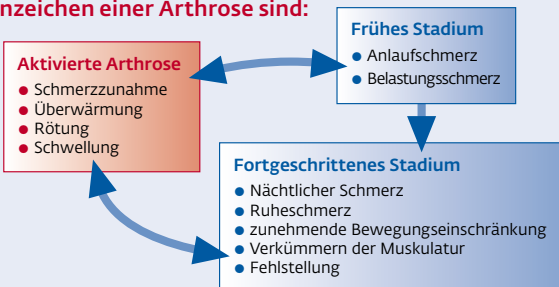 nzeichen einer Arthrose sind:
Aktivierte Arthrose
● Schmerzzunahme
● Überwärmung
● Rötung
● Schwellung
Frühes Stadium
● Anlaufschmerz
● Belastungsschmerz
Fortgeschrittenes Stadium
● Nächtlicher Schmerz
● Ruheschmerz
● zunehmende Bewegungseinschränkung
● Verkümmern der Muskulatur
● Fehlstellung